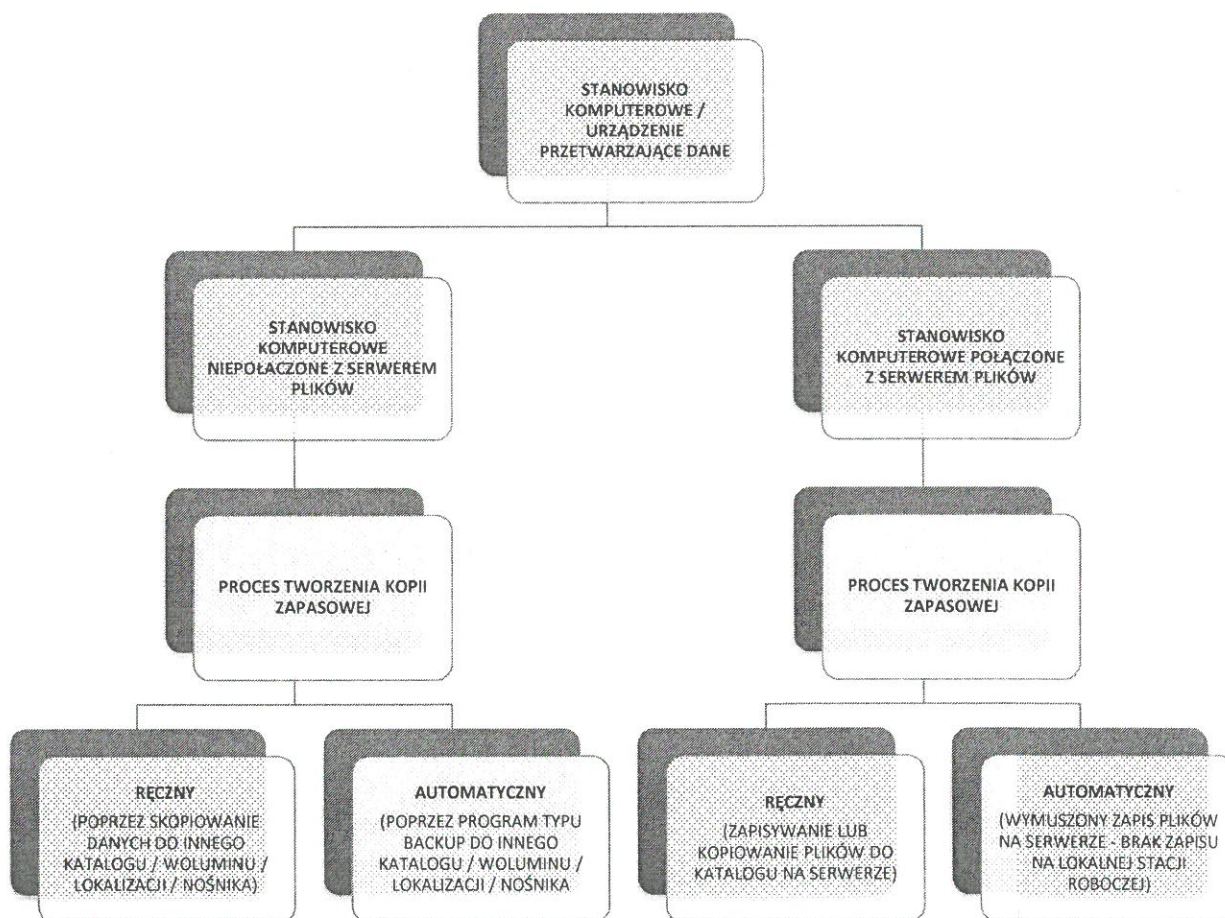 STANOWISKO
KOMPUTEROWE /
URZĄDZENIE
PRZETWARZAJĄCE DANE
STANOWISKO
KOMPUTEROWE
NIEPOŁACZONE Z SERWEREM
PLIKÓW
STANOWISKO
KOMPUTEROWE POŁĄCZONE
Z SERWEREM PLIKÓW
PROCES TWORZENIA KOPII
ZAPASOWEJ
PROCES TWORZENIA KOPII
ZAPASOWEJ
RĘCZNY
(POPRZEZ SKOPIOWANIE
DANYCH DO INNEGO
KATALOGU / WOLUMINU /
LOKALIZACJI / NOŚNIKA)
AUTOMATYCZNY
(POPRZEZ PROGRAM TYPU
BACKUP DO INNEGO
KATALOGU / WOLUMINU /
LOKALIZACJI / NOŚNIKA
RĘCZNY
(ZAPISYWANIE LUB
KOPIOWANIE PLIKÓW DO
KATALOGU NA SERWERZE)
AUTOMATYCZNY
(WYMUSZONY ZAPIS PLIKÓW
NA SERWERZE - BRAK ZAPISU
NA LOKALNEJ STACJI
ROBOCZEJ)